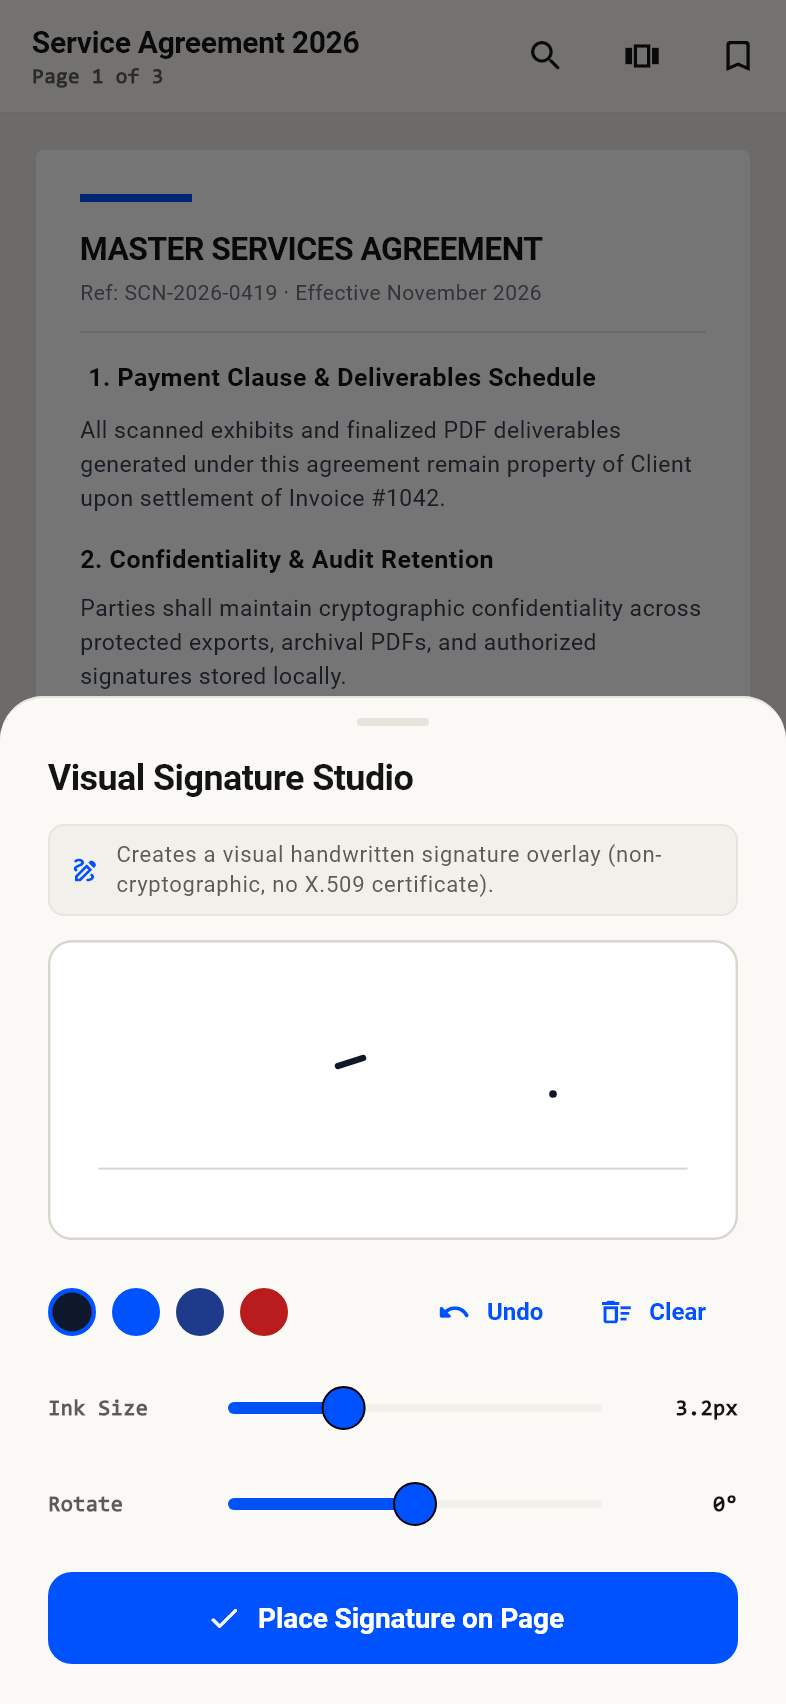 Service Agreement 2026
Page 1 of 3
MASTER SERVICES AGREEMENT
Ref: SCN-2026-0419 · Effective November 2026
1. Payment Clause & Deliverables Schedule
All scanned exhibits and finalized PDF deliverables
generated under this agreement remain property of Client
upon settlement of Invoice #1042.
2. Confidentiality & Audit Retention
Parties shall maintain cryptographic confidentiality across
protected exports, archival PDFs, and authorized
signatures stored locally.
Visual Signature Studio
Creates a visual handwritten signature overlay (non-
cryptographic, no X.509 certificate).
Undo
Clear
Ink Size
3.2px
Rotate
0°
Place Signature on Page